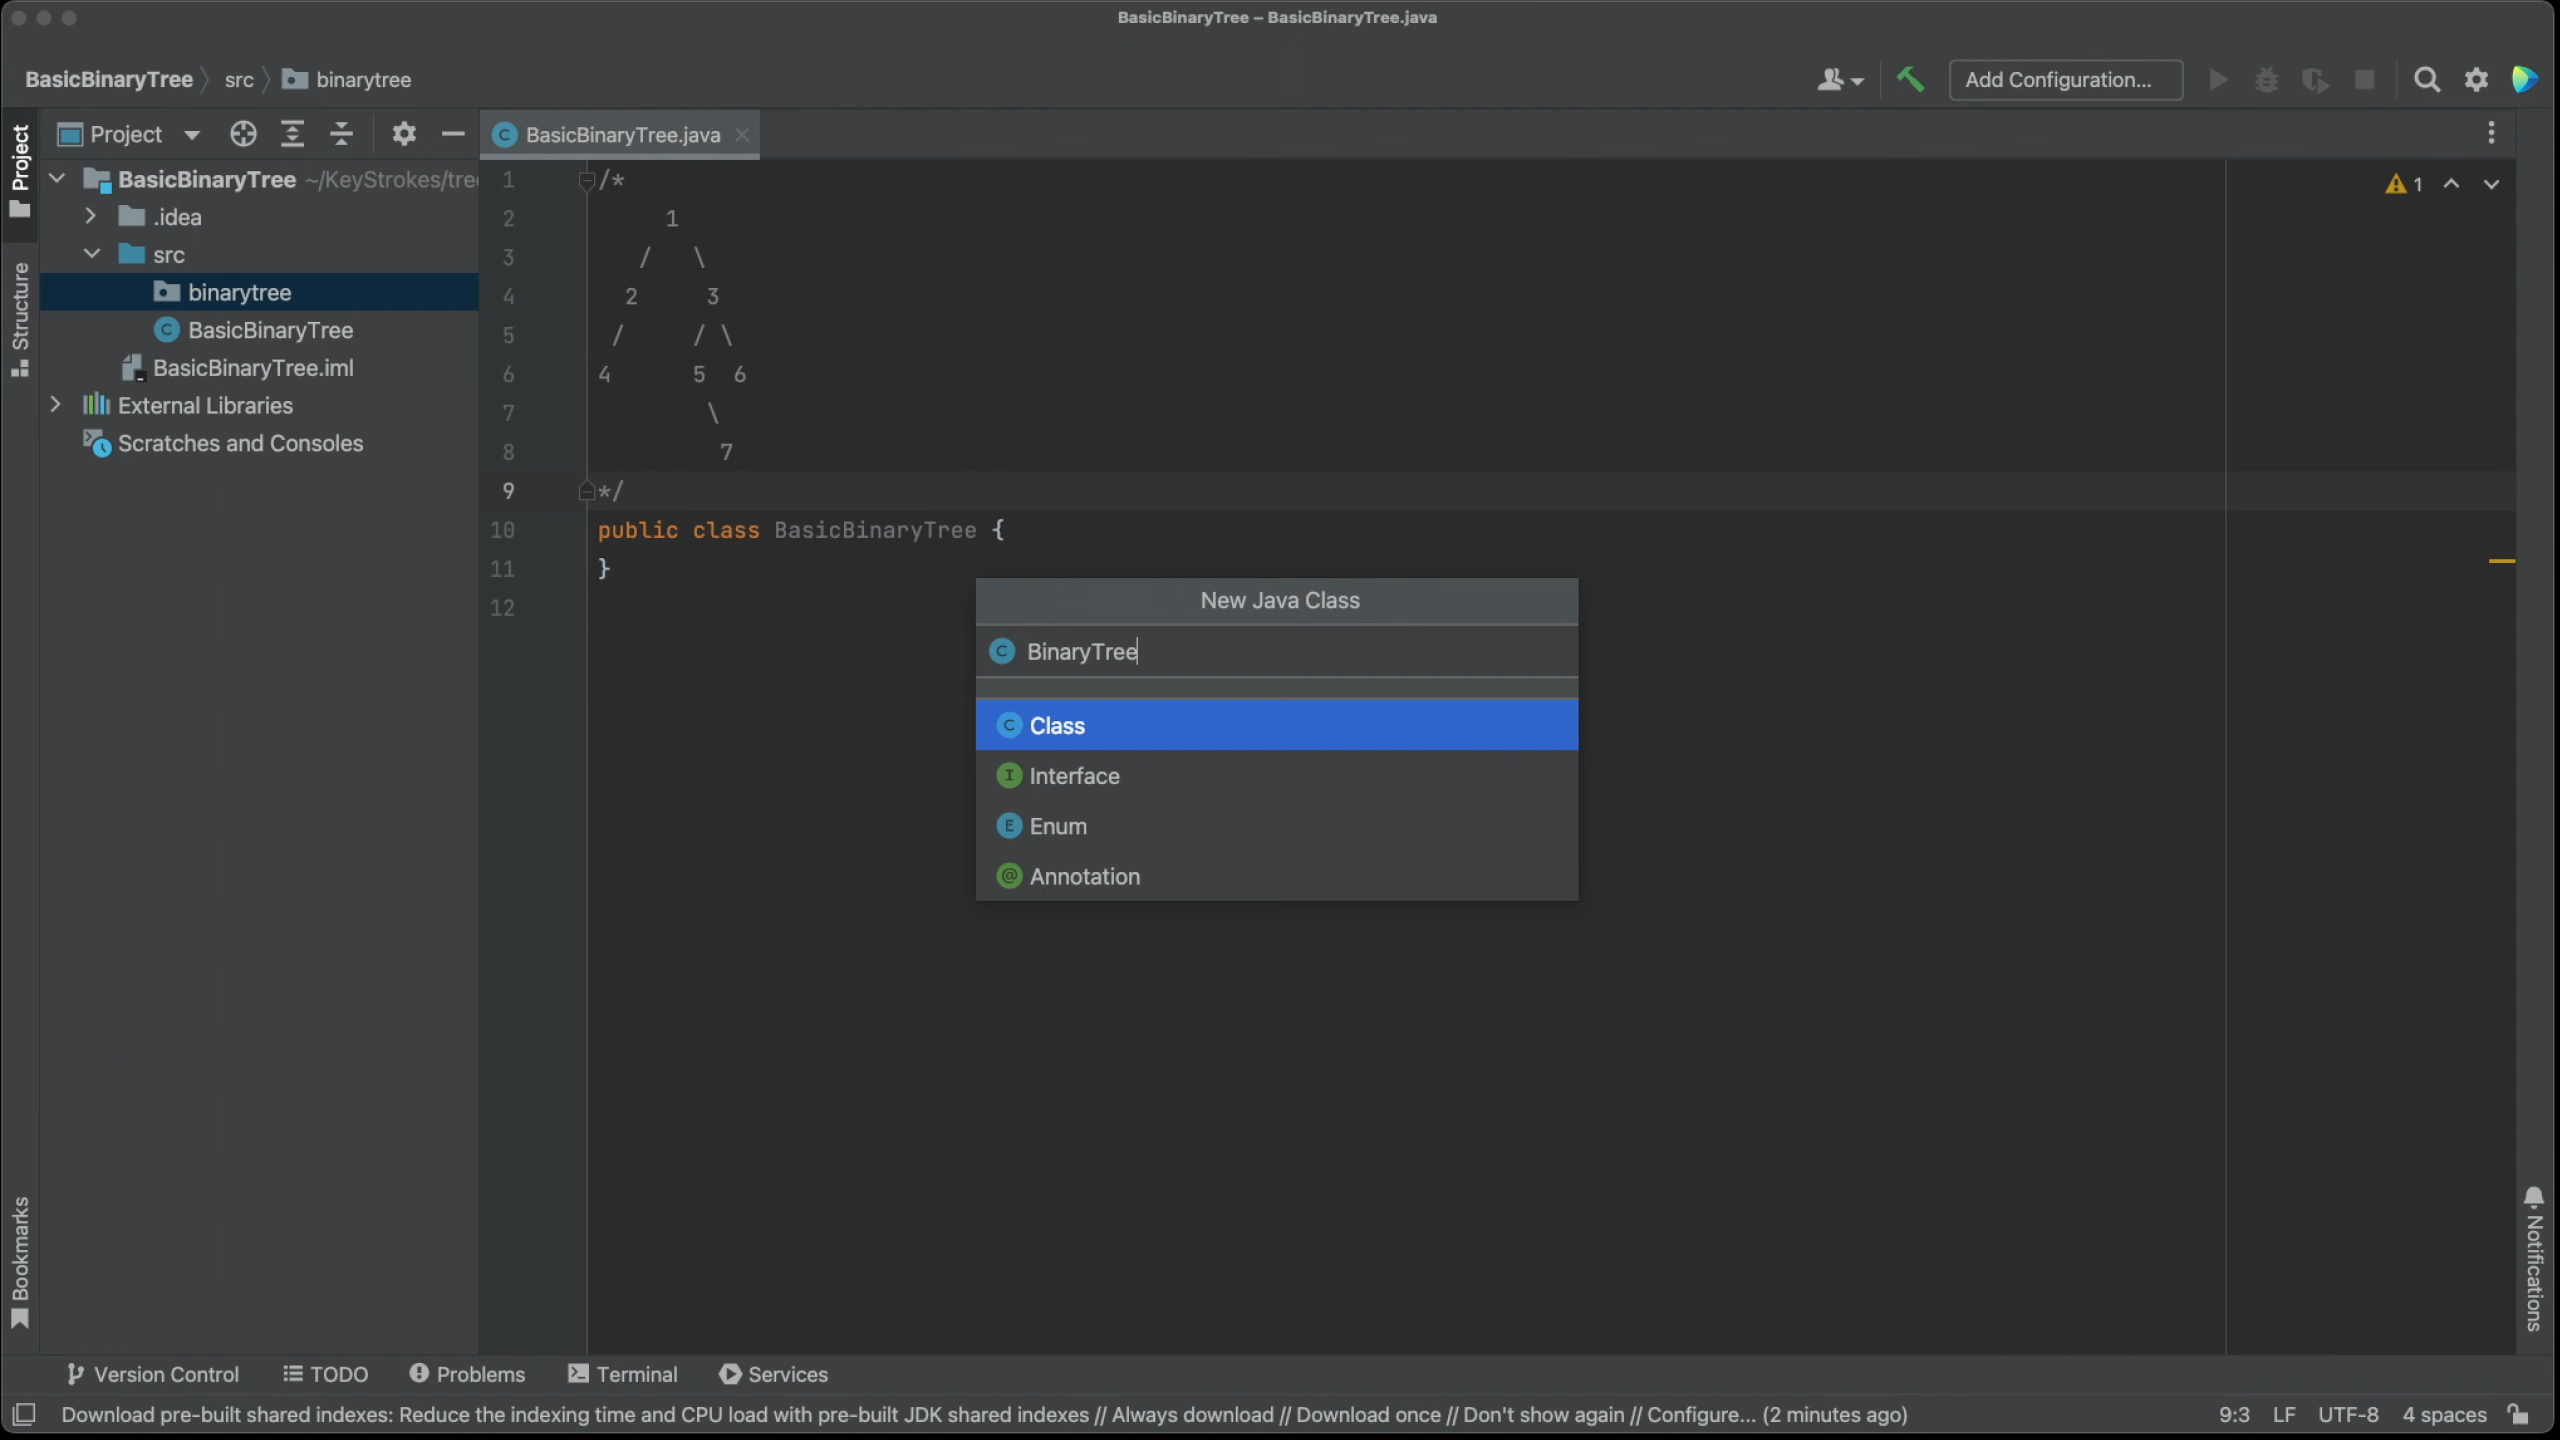 BasicBinaryTree – BasicBinaryTree.java
BasicBinaryTree src binarytree
Add Configuration...
Project
BasicBinaryTree.java
Project
BasicBinaryTree ~/KeyStrokes/tre
.idea
src
binarytree
BasicBinaryTree
BasicBinaryTree.iml
External Libraries
Scratches and Consoles
Structure
Bookmarks
1 /*
2 1
3 / \
4 2 3
5 / / \
6 4 5 6
7 \
8 7
9 */
10 public class BasicBinaryTree {
11 }
12
1
New Java Class
C BinaryTree
C Class
I Interface
E Enum
@ Annotation
Notifications
Version Control TODO Problems Terminal Services
Download pre-built shared indexes: Reduce the indexing time and CPU load with pre-built JDK shared indexes // Always download // Download once // Don't show again // Configure... (2 minutes ago)
9:3 LF UTF-8 4 spaces